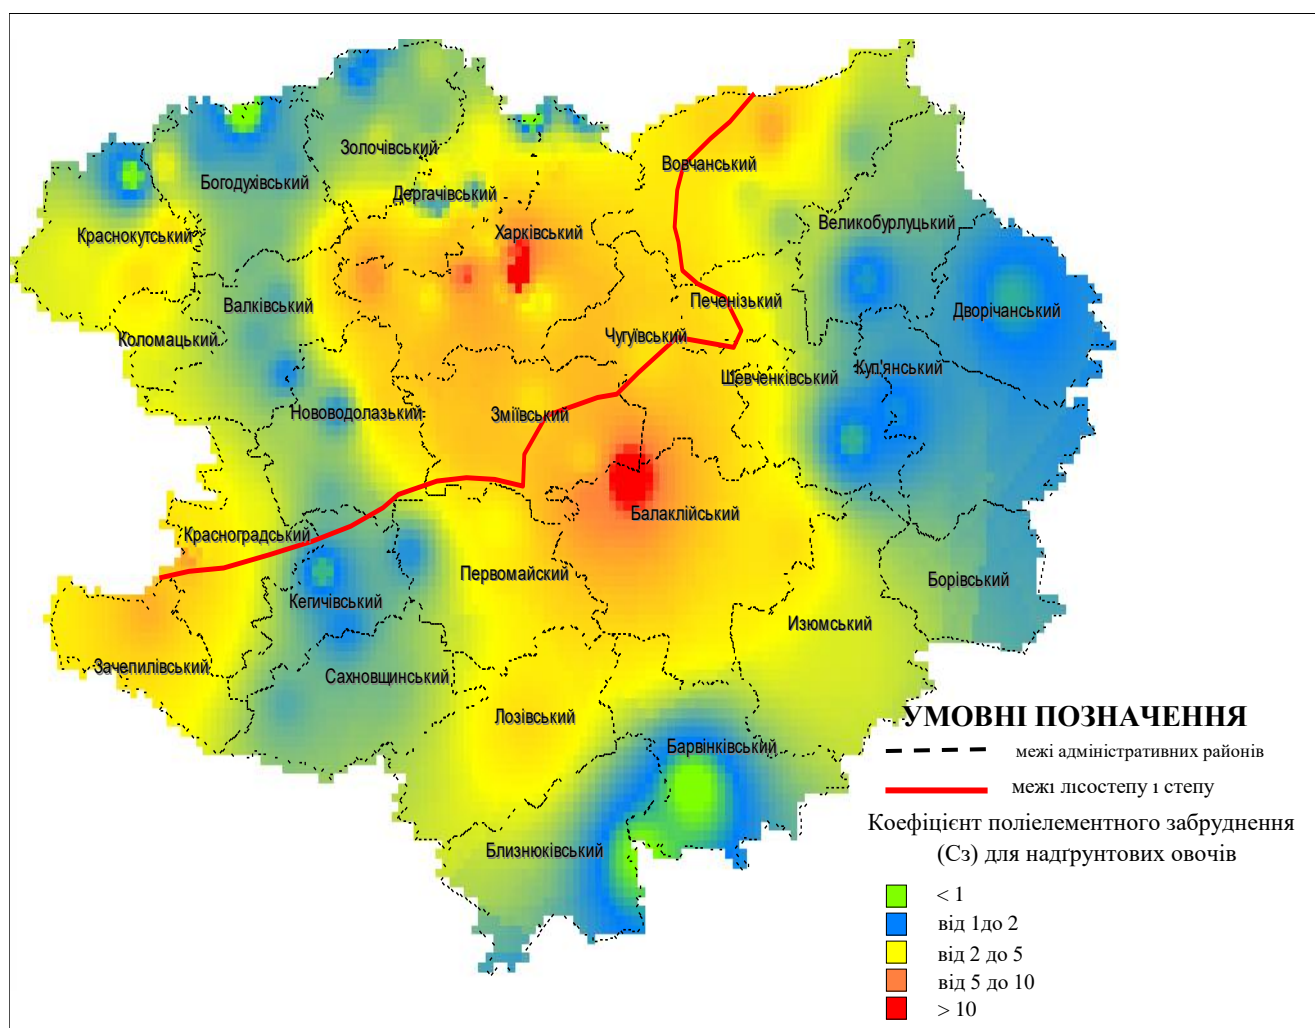 Золочівський
Вовчанський
Богодухівський
Дергачівський
Краснокутський
Харківський
Великобурлуцький
Валківський
Печенізький
Дворічанський
Коломацький
Чугуївський
Шевченківський
Куп'янський
Нововодолазький
Зміївський
Балаклійський
Красноградський
Первомайский
Борівський
Кегичівський
Изюмський
Зачепилівський
Сахновщинський
Лозівський
Барвінківський
Близнюківський
УМОВНІ ПОЗНАЧЕННЯ
межі адміністративних районів
межі лісостепу і степу
Коефіцієнт поліелементного забруднення
(Сз) для надґрунтових овочів
< 1
від 1до 2
від 2 до 5
від 5 до 10
> 10